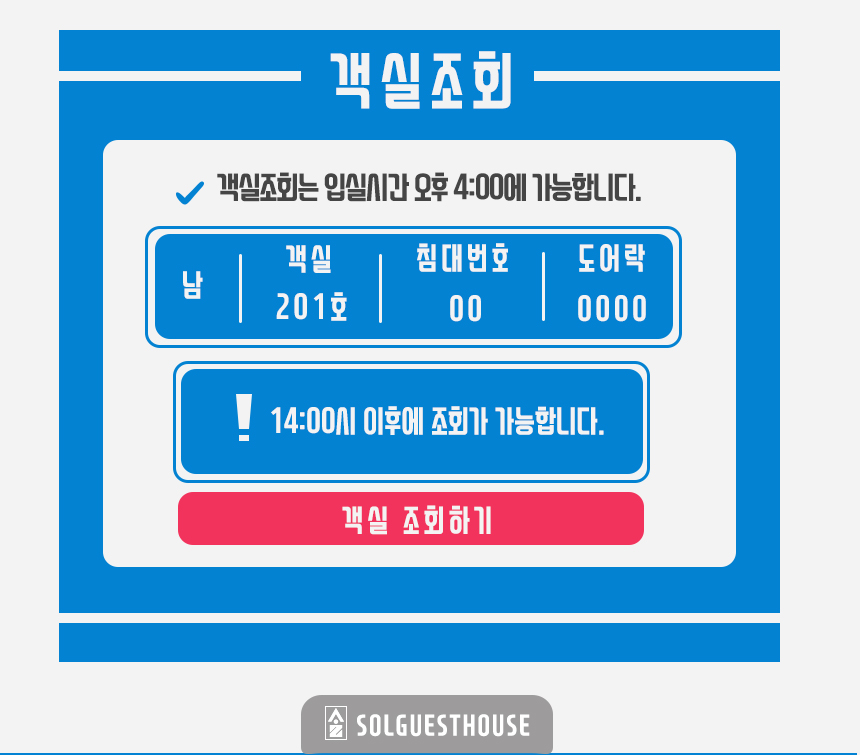 객실조회
객실조회는 입실시간 오후 4:00에 가능합니다.
남
객실
201호
침대번호
00
도어락
0000
! 14:00시 이후에 조회가 가능합니다.
객실 조회하기
솔 SOLGUESTHOUSE